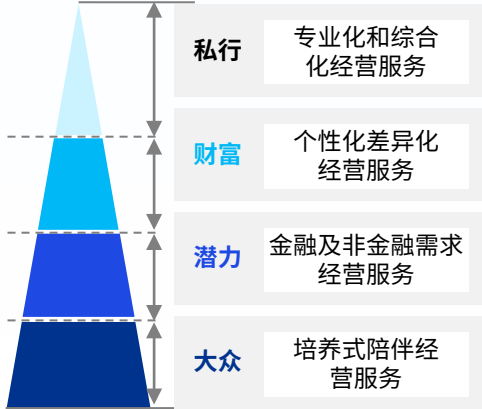 私行
专业化和综合
化经营服务
财富
个性化差异化
经营服务
潜力
金融及非金融需求
经营服务
大众
培养式陪伴经
营服务